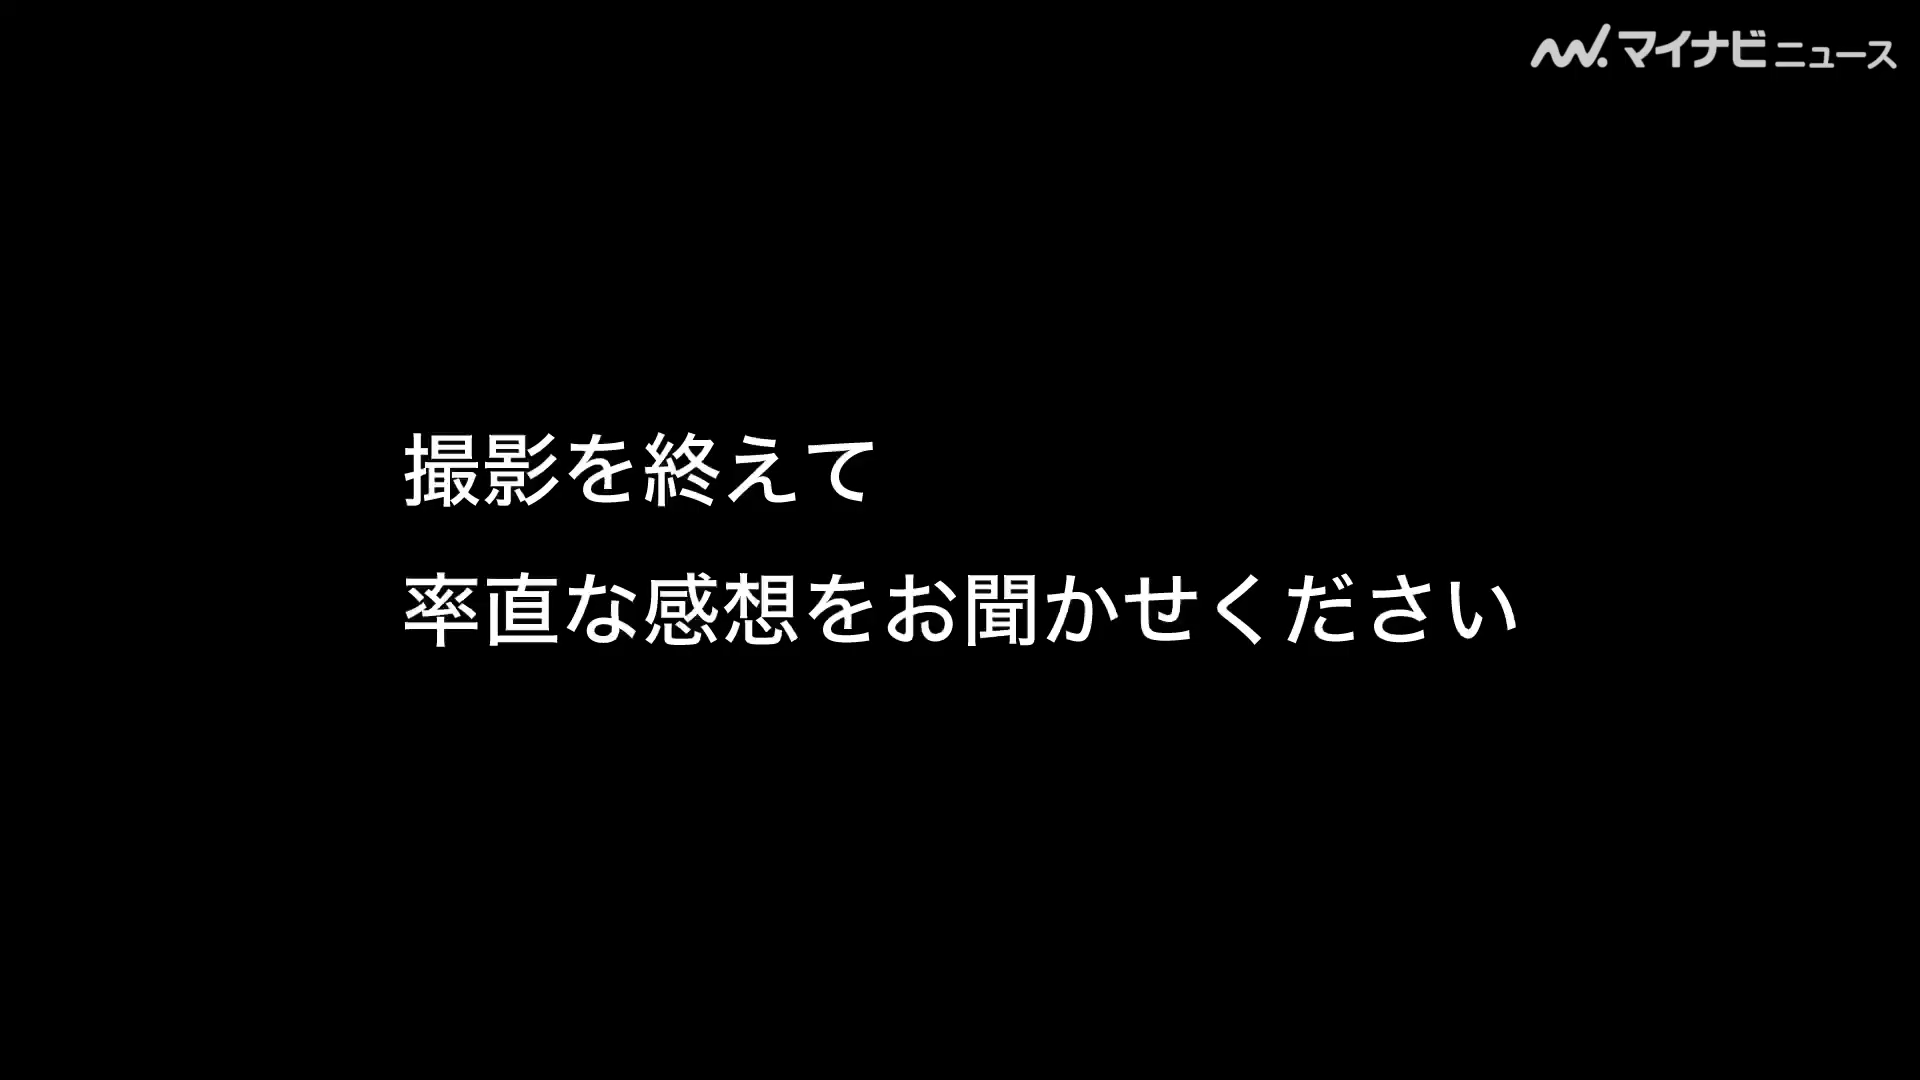 マイナビニュース
撮影を終えて
率直な感想をお聞かせください